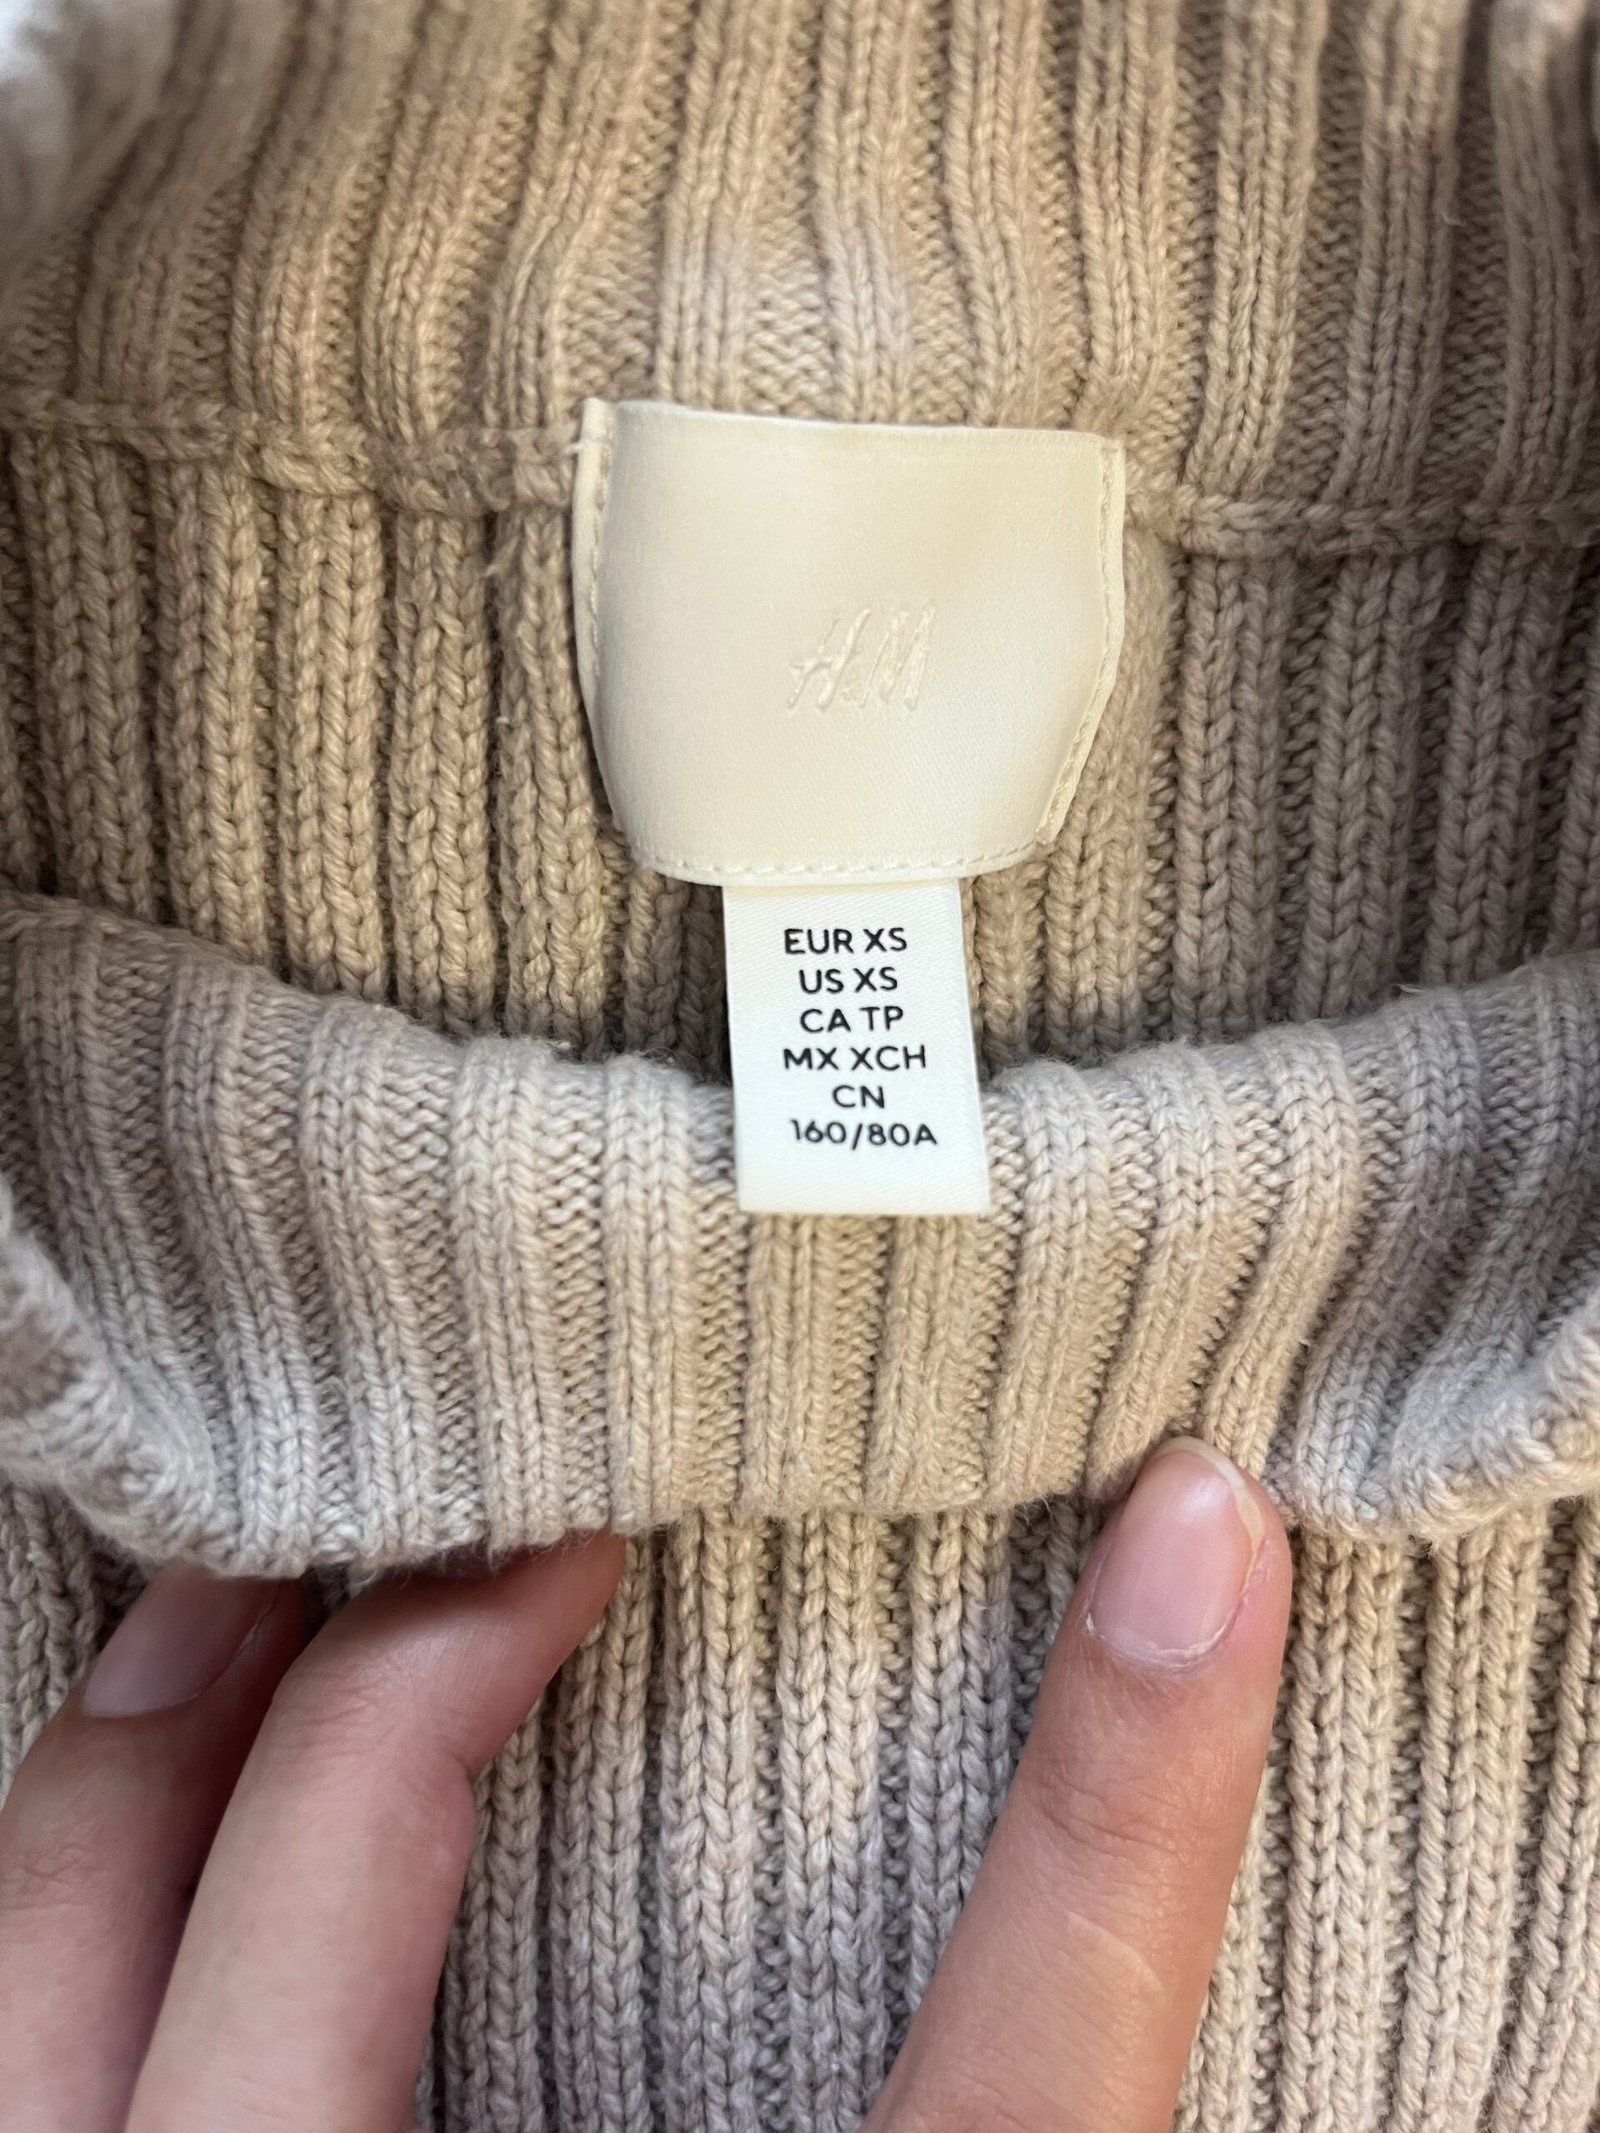 H&M
EUR XS
US XS
CA TP
MX XCH
CN
160/80A